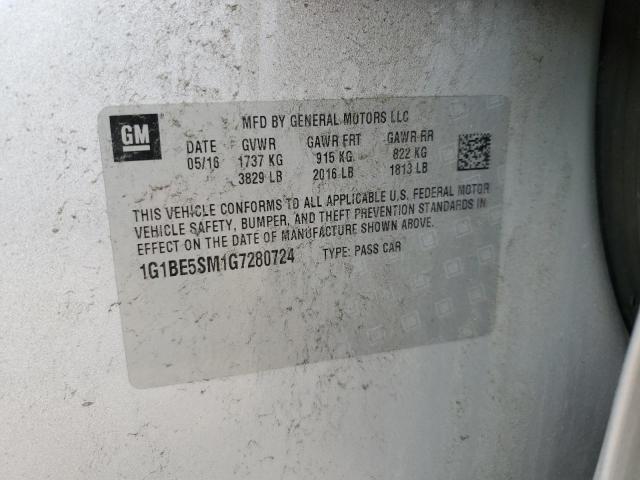 GM
MFD BY GENERAL MOTORS LLC
DATE GVWR GAWR FRT GAWR RR
05/16 1737 KG 915 KG 822 KG
3829 LB 2016 LB 1813 LB
THIS VEHICLE CONFORMS TO ALL APPLICABLE U.S. FEDERAL MOTOR
VEHICLE SAFETY, BUMPER, AND THEFT PREVENTION STANDARDS IN
EFFECT ON THE DATE OF MANUFACTURE SHOWN ABOVE.
1G1BE5SM1G7280724 TYPE: PASS CAR